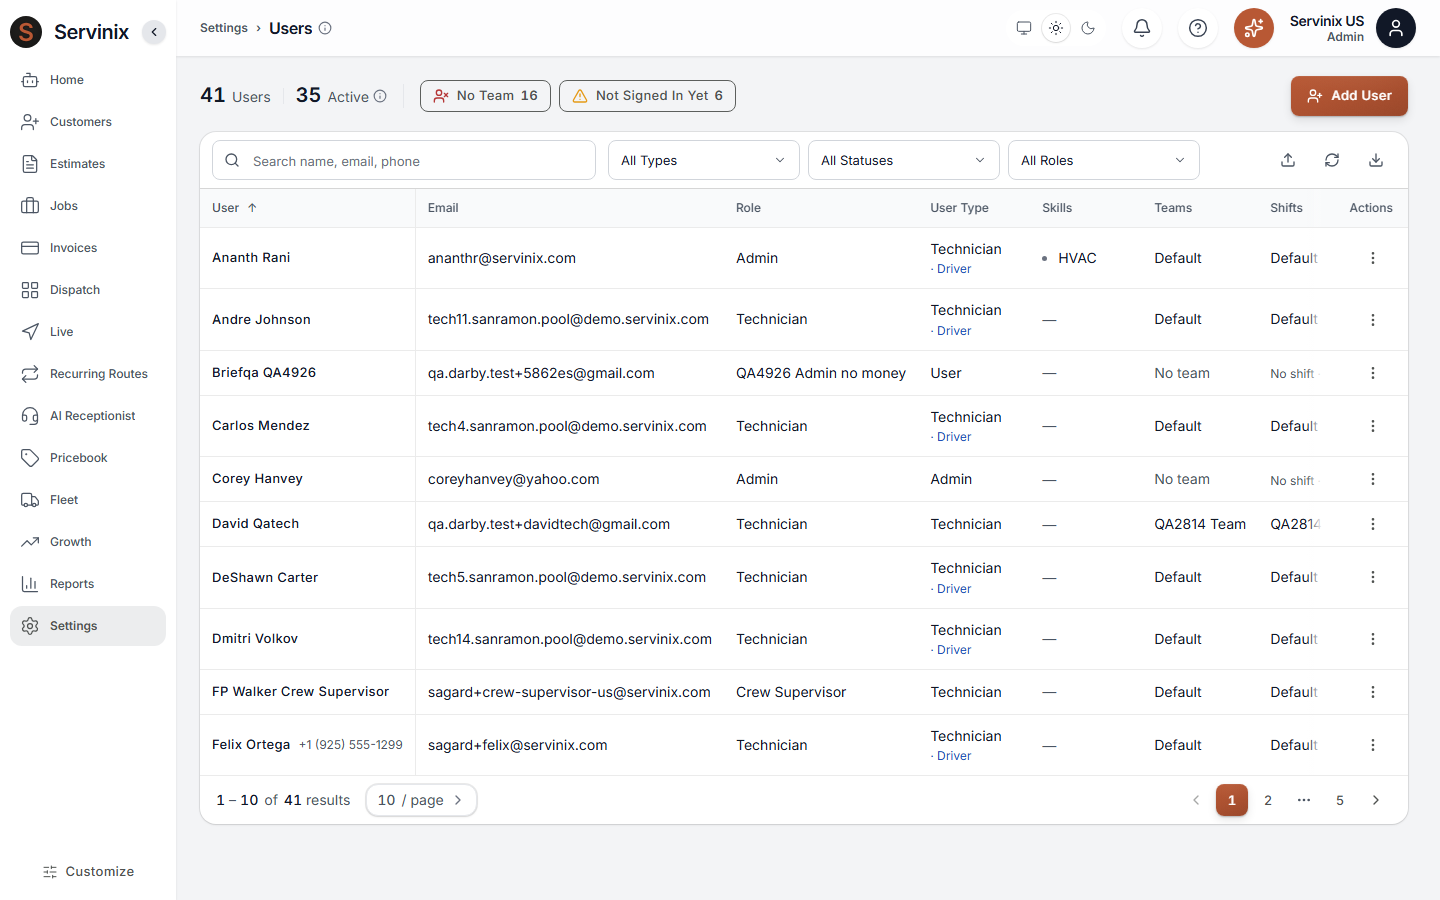 S Servinix
Home
Customers
Estimates
Jobs
Invoices
Dispatch
Live
Recurring Routes
AI Receptionist
Pricebook
Fleet
Growth
Reports
Settings
Customize
Settings › Users
Servinix US
Admin
41 Users 35 Active No Team 16 Not Signed In Yet 6 Add User
Search name, email, phone All Types All Statuses All Roles
User Email Role User Type Skills Teams Shifts Actions
Ananth Rani ananthr@servinix.com Admin Technician · Driver • HVAC Default Default
Andre Johnson tech11.sanramon.pool@demo.servinix.com Technician Technician · Driver — Default Default
Briefqa QA4926 qa.darby.test+5862es@gmail.com QA4926 Admin no money User — No team No shift
Carlos Mendez tech4.sanramon.pool@demo.servinix.com Technician Technician · Driver — Default Default
Corey Hanvey coreyhanvey@yahoo.com Admin Admin — No team No shift
David Qatech qa.darby.test+davidtech@gmail.com Technician Technician — QA2814 Team QA2814
DeShawn Carter tech5.sanramon.pool@demo.servinix.com Technician Technician · Driver — Default Default
Dmitri Volkov tech14.sanramon.pool@demo.servinix.com Technician Technician · Driver — Default Default
FP Walker Crew Supervisor sagard+crew-supervisor-us@servinix.com Crew Supervisor Technician — Default Default
Felix Ortega +1 (925) 555-1299 sagard+felix@servinix.com Technician Technician · Driver — Default Default
1 – 10 of 41 results 10 / page 1 2 ••• 5